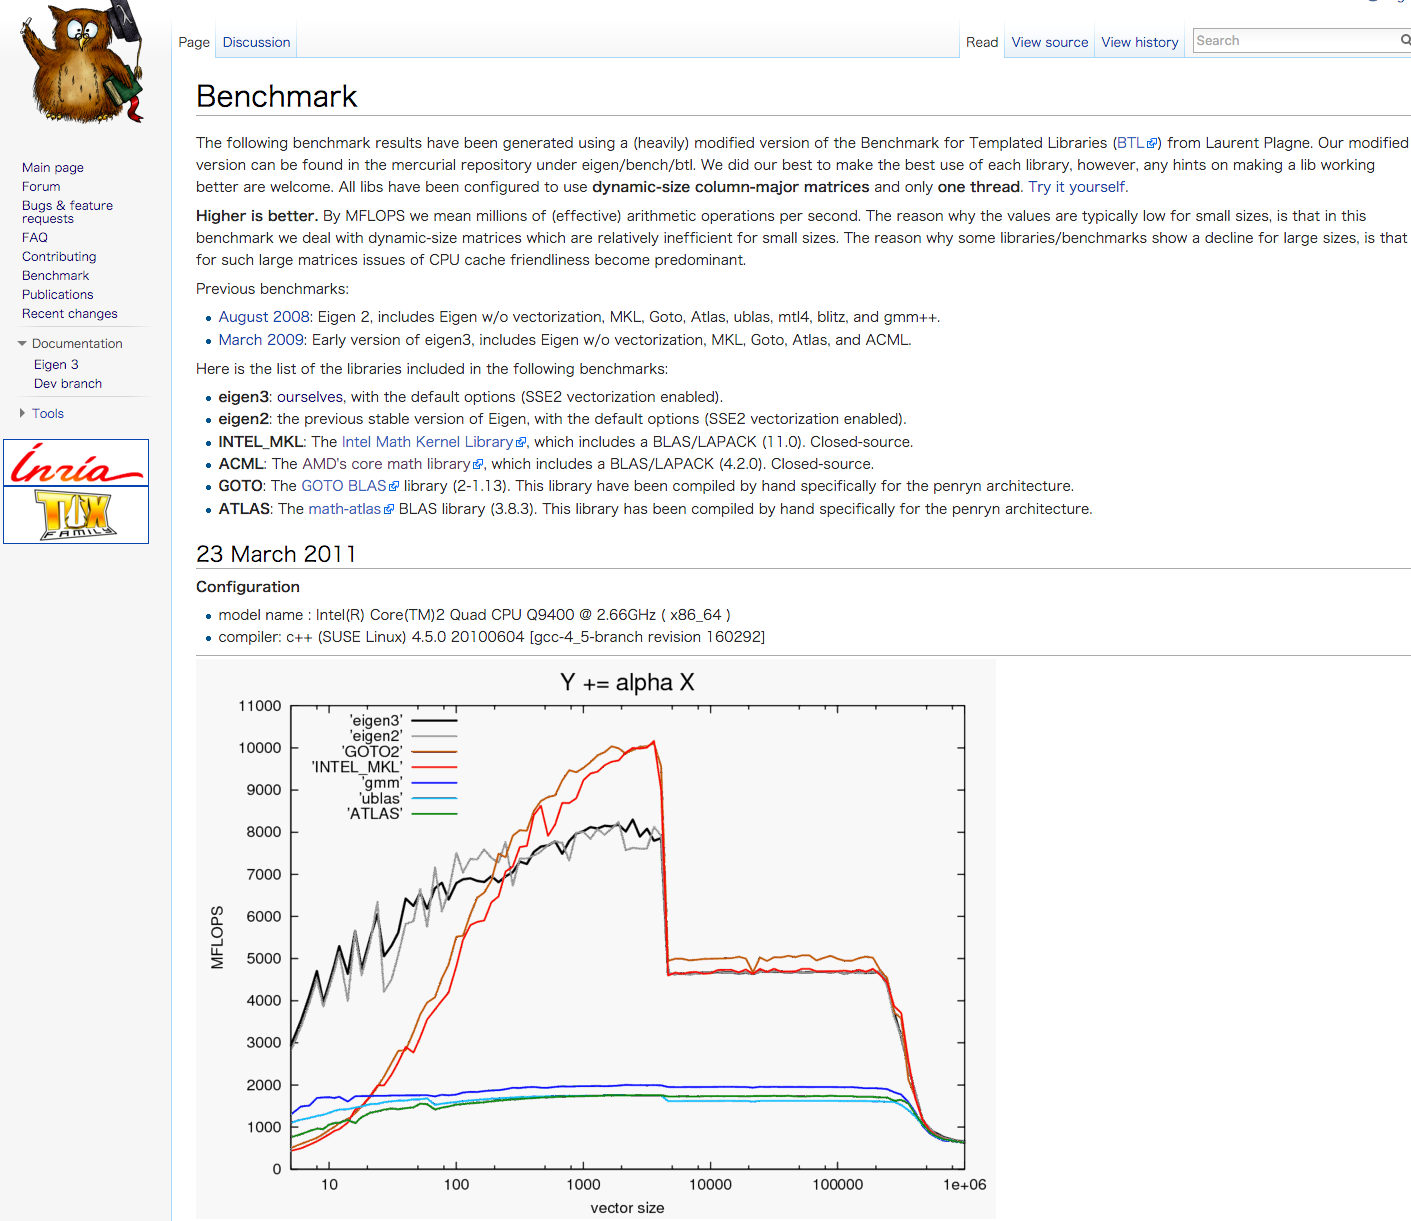 Page
Discussion
Read
View source
View history
Search
Benchmark
The following benchmark results have been generated using a (heavily) modified version of the Benchmark for Templated Libraries (BTL) from Laurent Plagne. Our modified
version can be found in the mercurial repository under eigen/bench/btl. We did our best to make the best use of each library, however, any hints on making a lib working
better are welcome. All libs have been configured to use dynamic-size column-major matrices and only one thread. Try it yourself.
Higher is better. By MFLOPS we mean millions of (effective) arithmetic operations per second. The reason why the values are typically low for small sizes, is that in this
benchmark we deal with dynamic-size matrices which are relatively inefficient for small sizes. The reason why some libraries/benchmarks show a decline for large sizes, is that
for such large matrices issues of CPU cache friendliness become predominant.
Previous benchmarks:
August 2008: Eigen 2, includes Eigen w/o vectorization, MKL, Goto, Atlas, ublas, mtl4, blitz, and gmm++.
March 2009: Early version of eigen3, includes Eigen w/o vectorization, MKL, Goto, Atlas, and ACML.
Here is the list of the libraries included in the following benchmarks:
eigen3: ourselves, with the default options (SSE2 vectorization enabled).
eigen2: the previous stable version of Eigen, with the default options (SSE2 vectorization enabled).
INTEL_MKL: The Intel Math Kernel Library, which includes a BLAS/LAPACK (11.0). Closed-source.
ACML: The AMD's core math library, which includes a BLAS/LAPACK (4.2.0). Closed-source.
GOTO: The GOTO BLAS library (2-1.13). This library have been compiled by hand specifically for the penryn architecture.
ATLAS: The math-atlas BLAS library (3.8.3). This library has been compiled by hand specifically for the penryn architecture.
23 March 2011
Configuration
model name : Intel(R) Core(TM)2 Quad CPU Q9400 @ 2.66GHz ( x86_64 )
compiler: c++ (SUSE Linux) 4.5.0 20100604 [gcc-4_5-branch revision 160292]
Main page
Forum
Bugs & feature
requests
FAQ
Contributing
Benchmark
Publications
Recent changes
Documentation
Eigen 3
Dev branch
Tools
Inria
TUX
FAMILY
Y += alpha X
11000
10000
9000
8000
7000
6000
5000
4000
3000
2000
1000
0
MFLOPS
'eigen3'
'eigen2'
'GOTO2'
'INTEL_MKL'
'gmm'
'ublas'
'ATLAS'
10
100
1000
10000
100000
1e+06
vector size